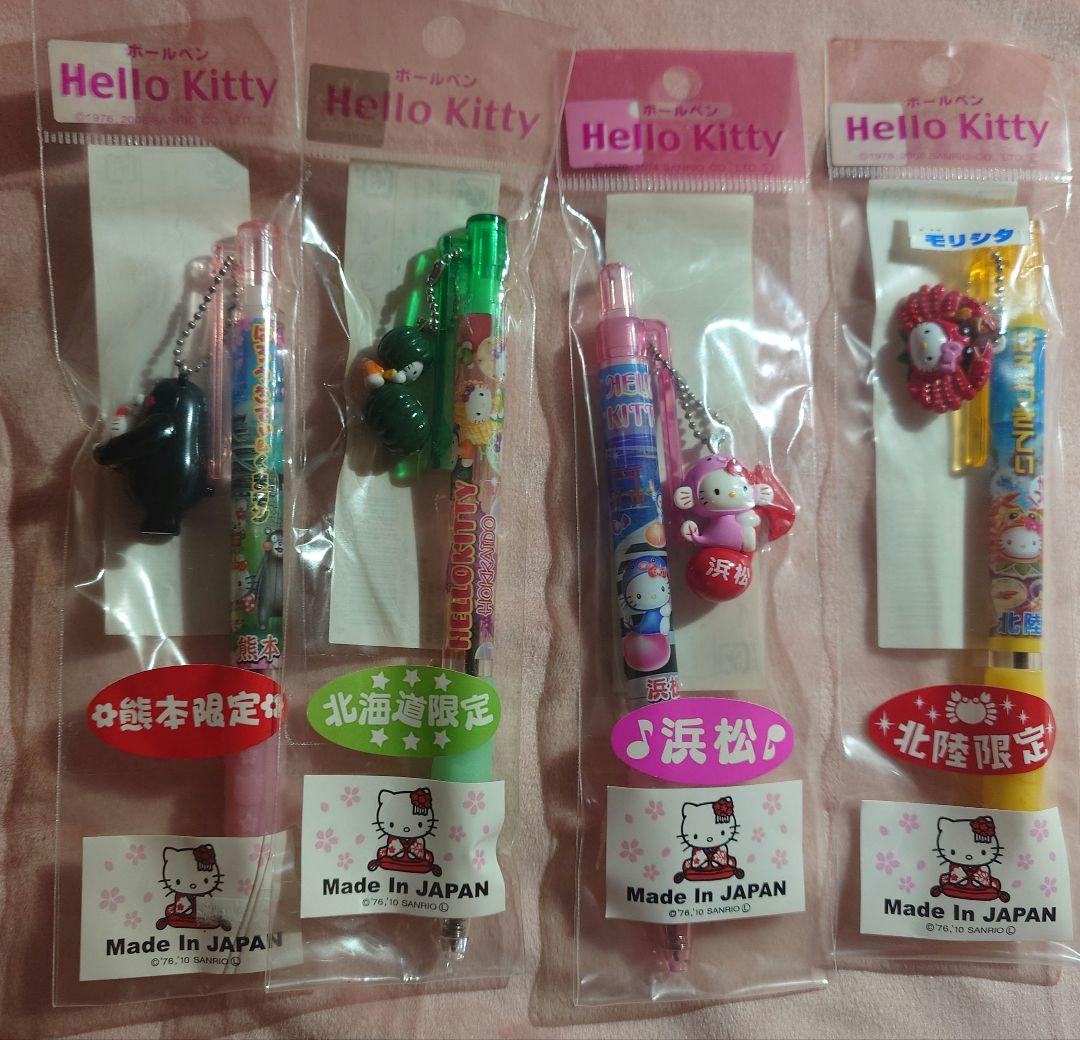 ボールペン
Hello Kitty
熊本
✿熊本限定✿
Made In JAPAN
©'76,'10 SANRIO Ⓛ
ボールペン
Hello Kitty
HELLO KITTY
HOKKAIDO
北海道限定
Made In JAPAN
©'76,'10 SANRIO Ⓛ
ボールペン
Hello Kitty
HELLO
KITTY
浜松
浜松
♪浜松♪
Made In JAPAN
©'76,'10 SANRIO Ⓛ
ボールペン
Hello Kitty
モリシタ
北陸
北陸限定
Made In JAPAN
©'76,'10 SANRIO Ⓛ